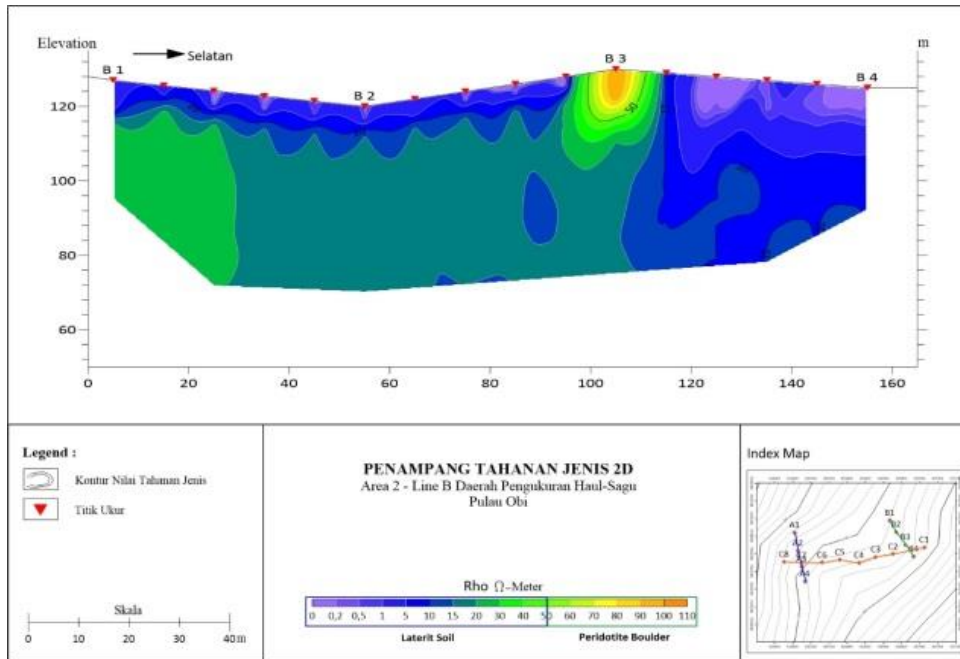 Elevation
Selatan
m
B 1
B 2
B 3
B 4
120
100
80
60
50
0 20 40 60 80 100 120 140 160
Legend :
Kontur Nilai Tahanan Jenis
Titik Ukur
Skala
0 10 20 30 40 m
PENAMPANG TAHANAN JENIS 2D
Area 2 - Line B Daerah Pengukuran Haul-Sagu
Pulau Obi
Rho Ω-Meter
0 0,2 0,5 1 5 10 15 20 30 40 50 60 70 80 90 100 110
Laterit Soil Peridotite Boulder
Index Map
B1
A1 B2
A2 B3 C1
C8 C6 C5 C4 C3 C2